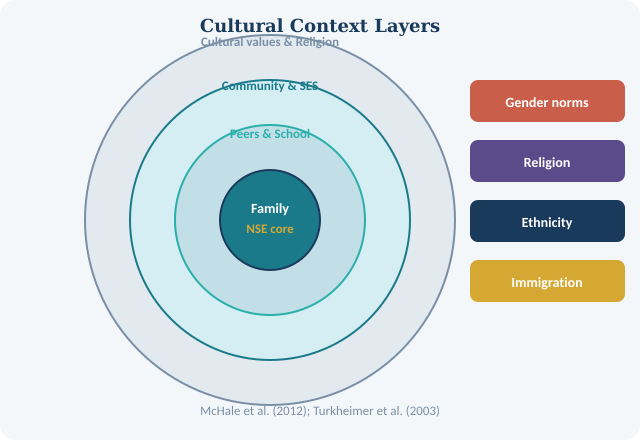 Cultural Context Layers
Cultural values & Religion
Community & SES
Peers & School
Family
NSE core
Gender norms
Religion
Ethnicity
Immigration
McHale et al. (2012); Turkheimer et al. (2003)